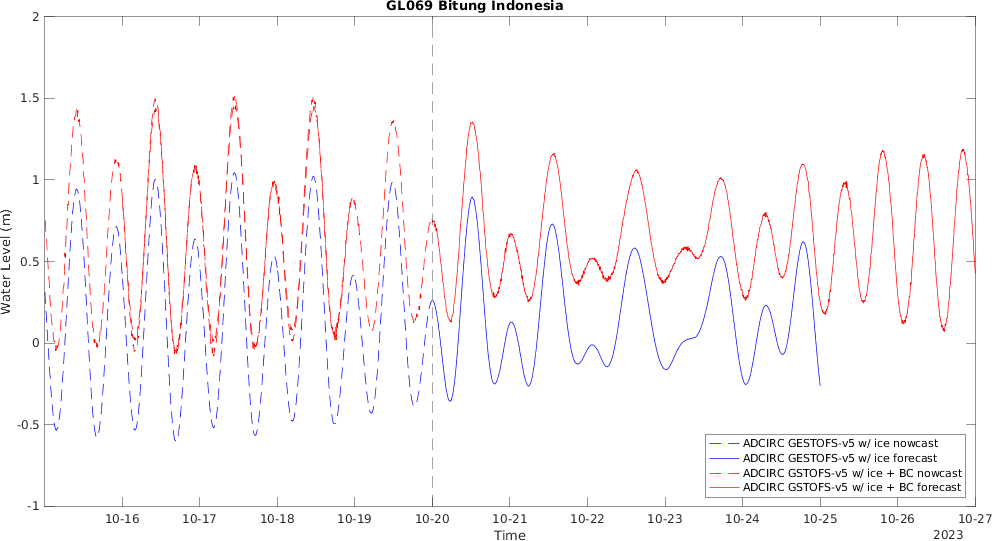 GL069 Bitung Indonesia
2
1.5
1
0.5
0
-0.5
-1
Water Level (m)
10-16 10-17 10-18 10-19 10-20 10-21 10-22 10-23 10-24 10-25 10-26 10-27
Time
2023
ADCIRC GESTOFS-v5 w/ ice nowcast
ADCIRC GESTOFS-v5 w/ ice forecast
ADCIRC GSTOFS-v5 w/ ice + BC nowcast
ADCIRC GSTOFS-v5 w/ ice + BC forecast